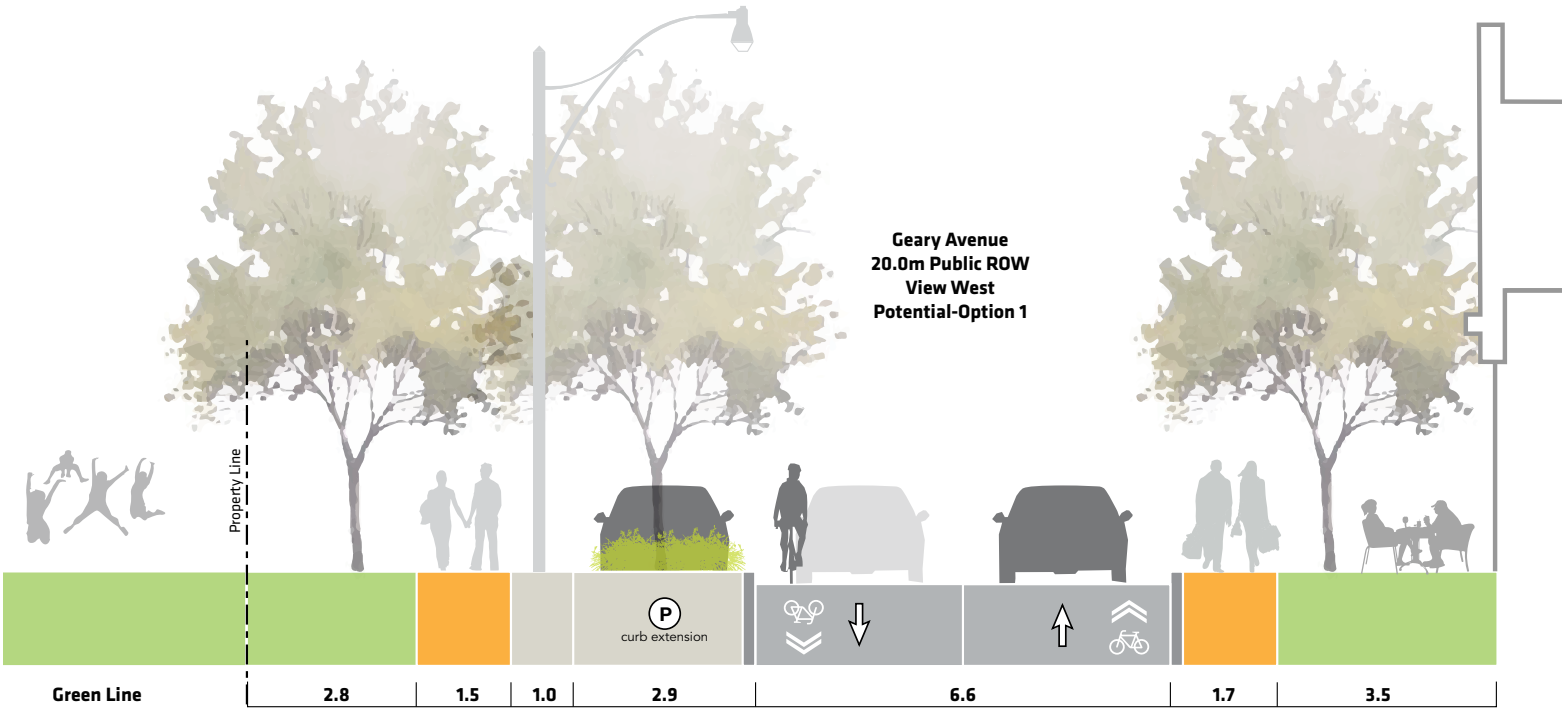 Geary Avenue
20.0m Public ROW
View West
Potential-Option 1
Property Line
P
curb extension
Green Line
2.8
1.5
1.0
2.9
6.6
1.7
3.5